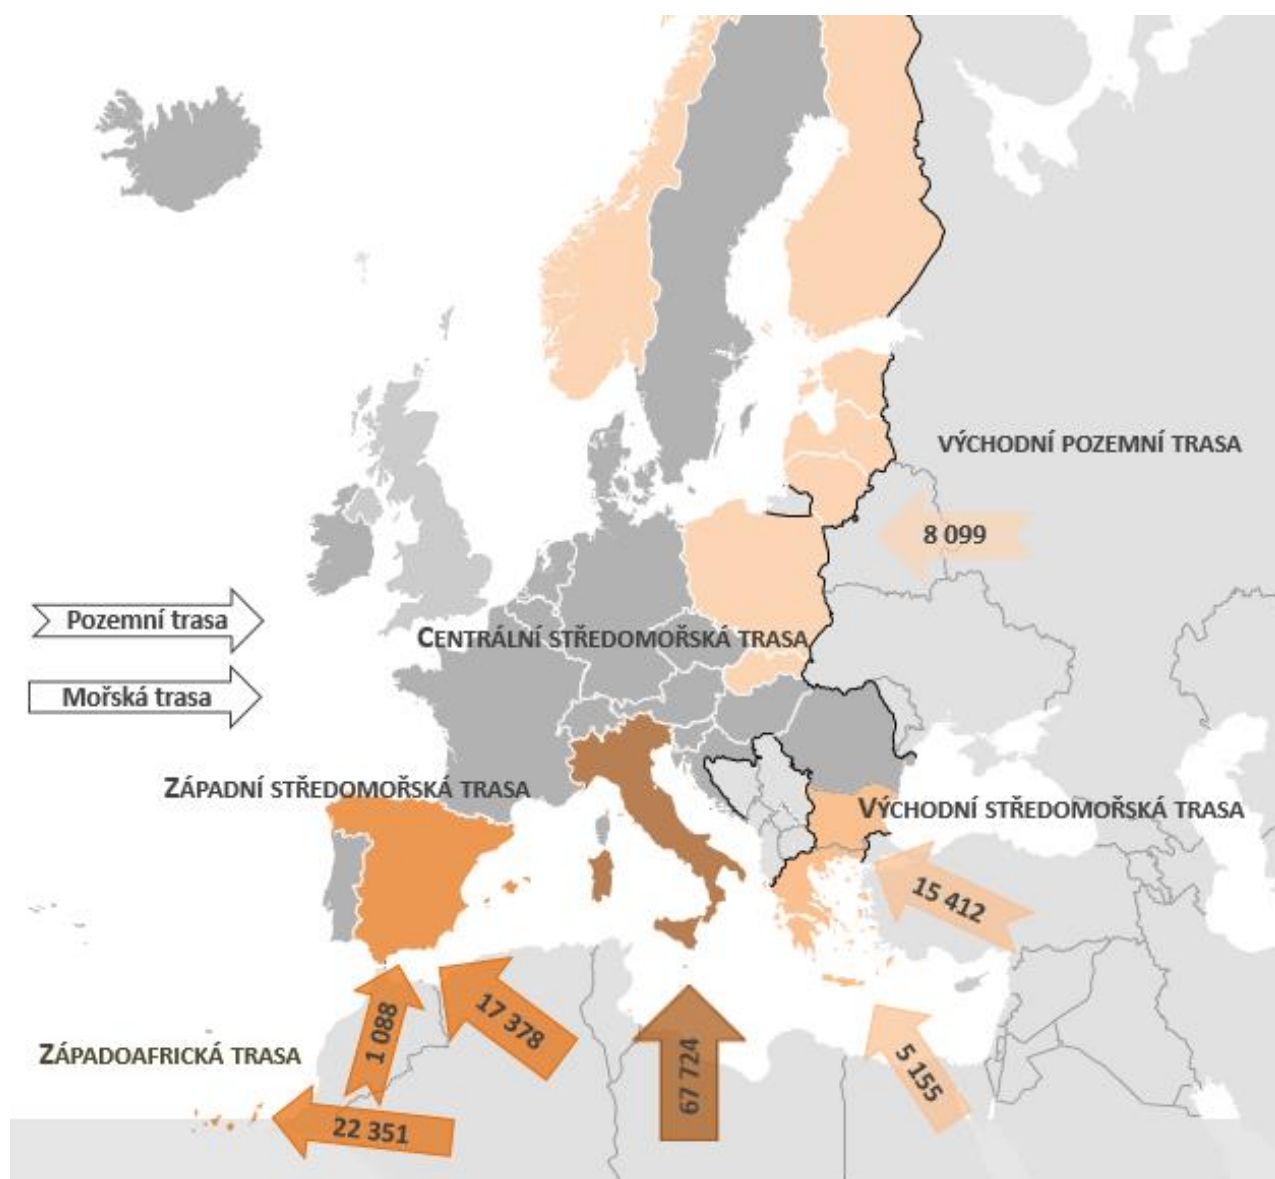 VÝCHODNÍ POZEMNÍ TRASA
8 099
Pozemní trasa
CENTRÁLNÍ STŘEDOMOŘSKÁ TRASA
Mořská trasa
ZÁPADNÍ STŘEDOMOŘSKÁ TRASA
VÝCHODNÍ STŘEDOMOŘSKÁ TRASA
15 412
17 378
1 088
ZÁPADOAFRICKÁ TRASA
67 724
5 155
22 351